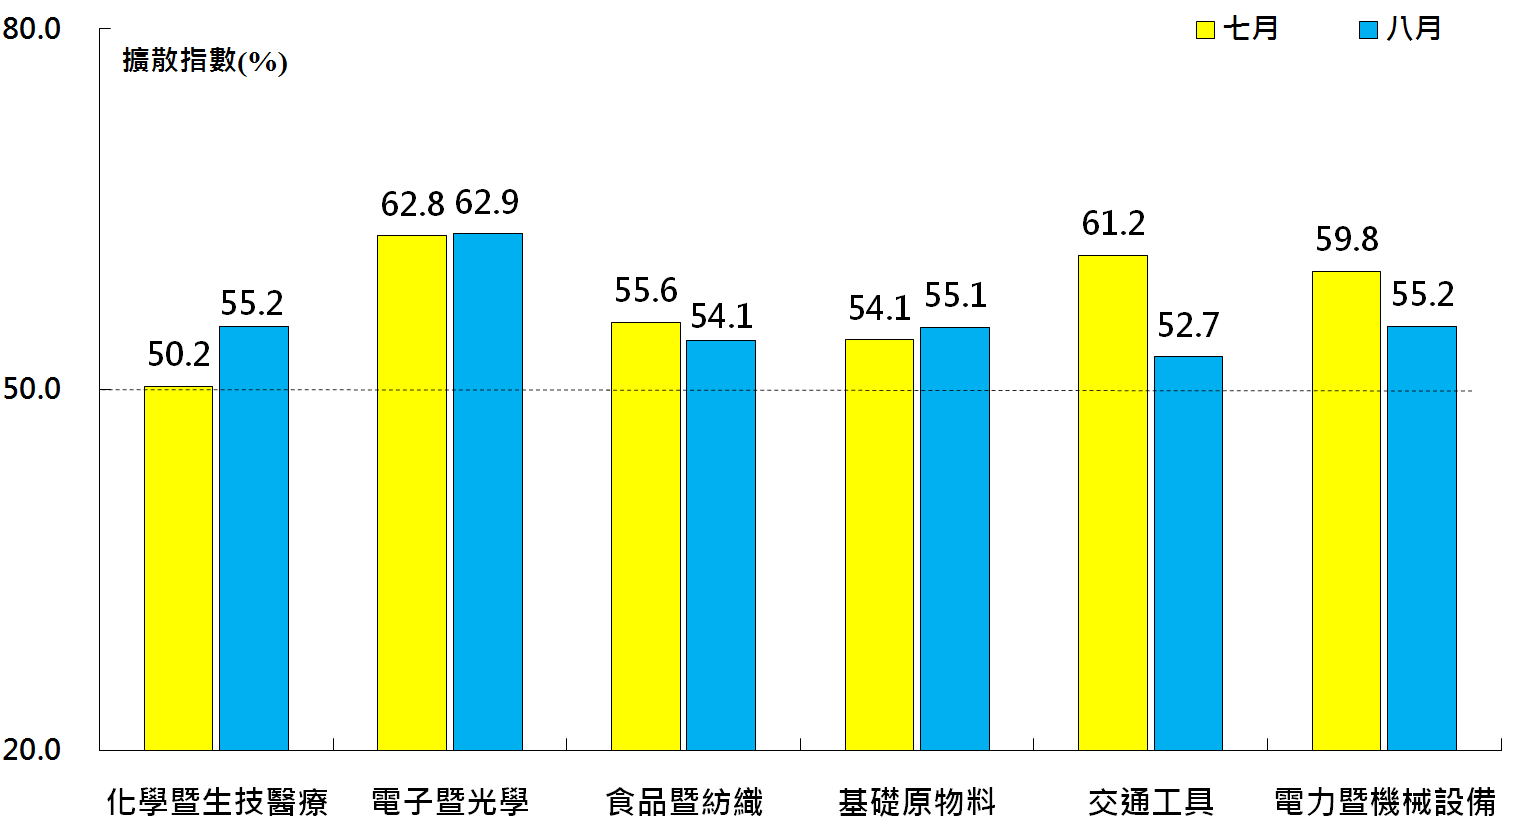 80.0
擴散指數(%)
七月
八月
62.8
62.9
61.2
59.8
55.6
55.2
54.1
54.1
55.1
55.2
52.7
50.2
50.0
20.0
化學暨生技醫療
電子暨光學
食品暨紡織
基礎原物料
交通工具
電力暨機械設備